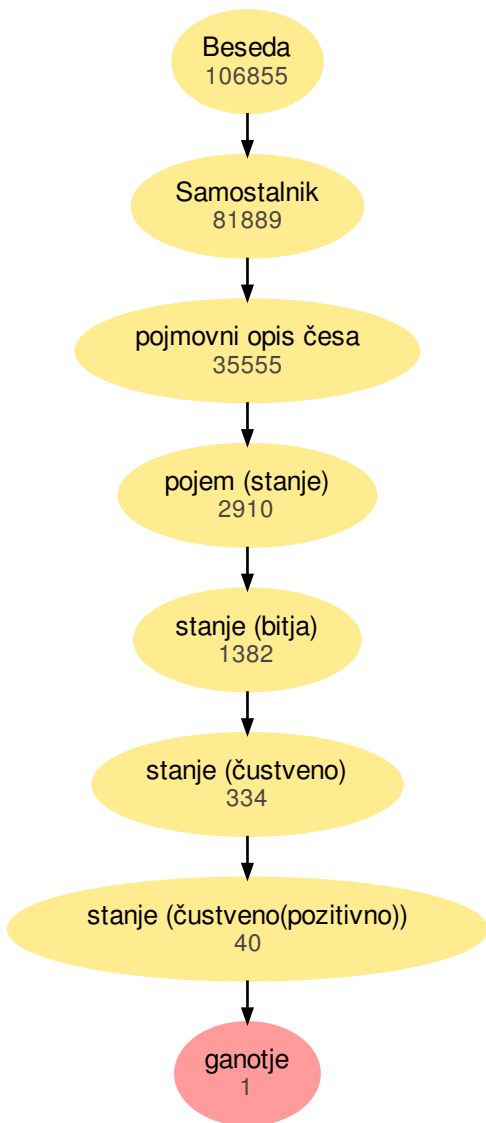 Beseda
106855
Samostalnik
81889
pojmovni opis česa
35555
pojem (stanje)
2910
stanje (bitja)
1382
stanje (čustveno)
334
stanje (čustveno(pozitivno))
40
ganotje
1